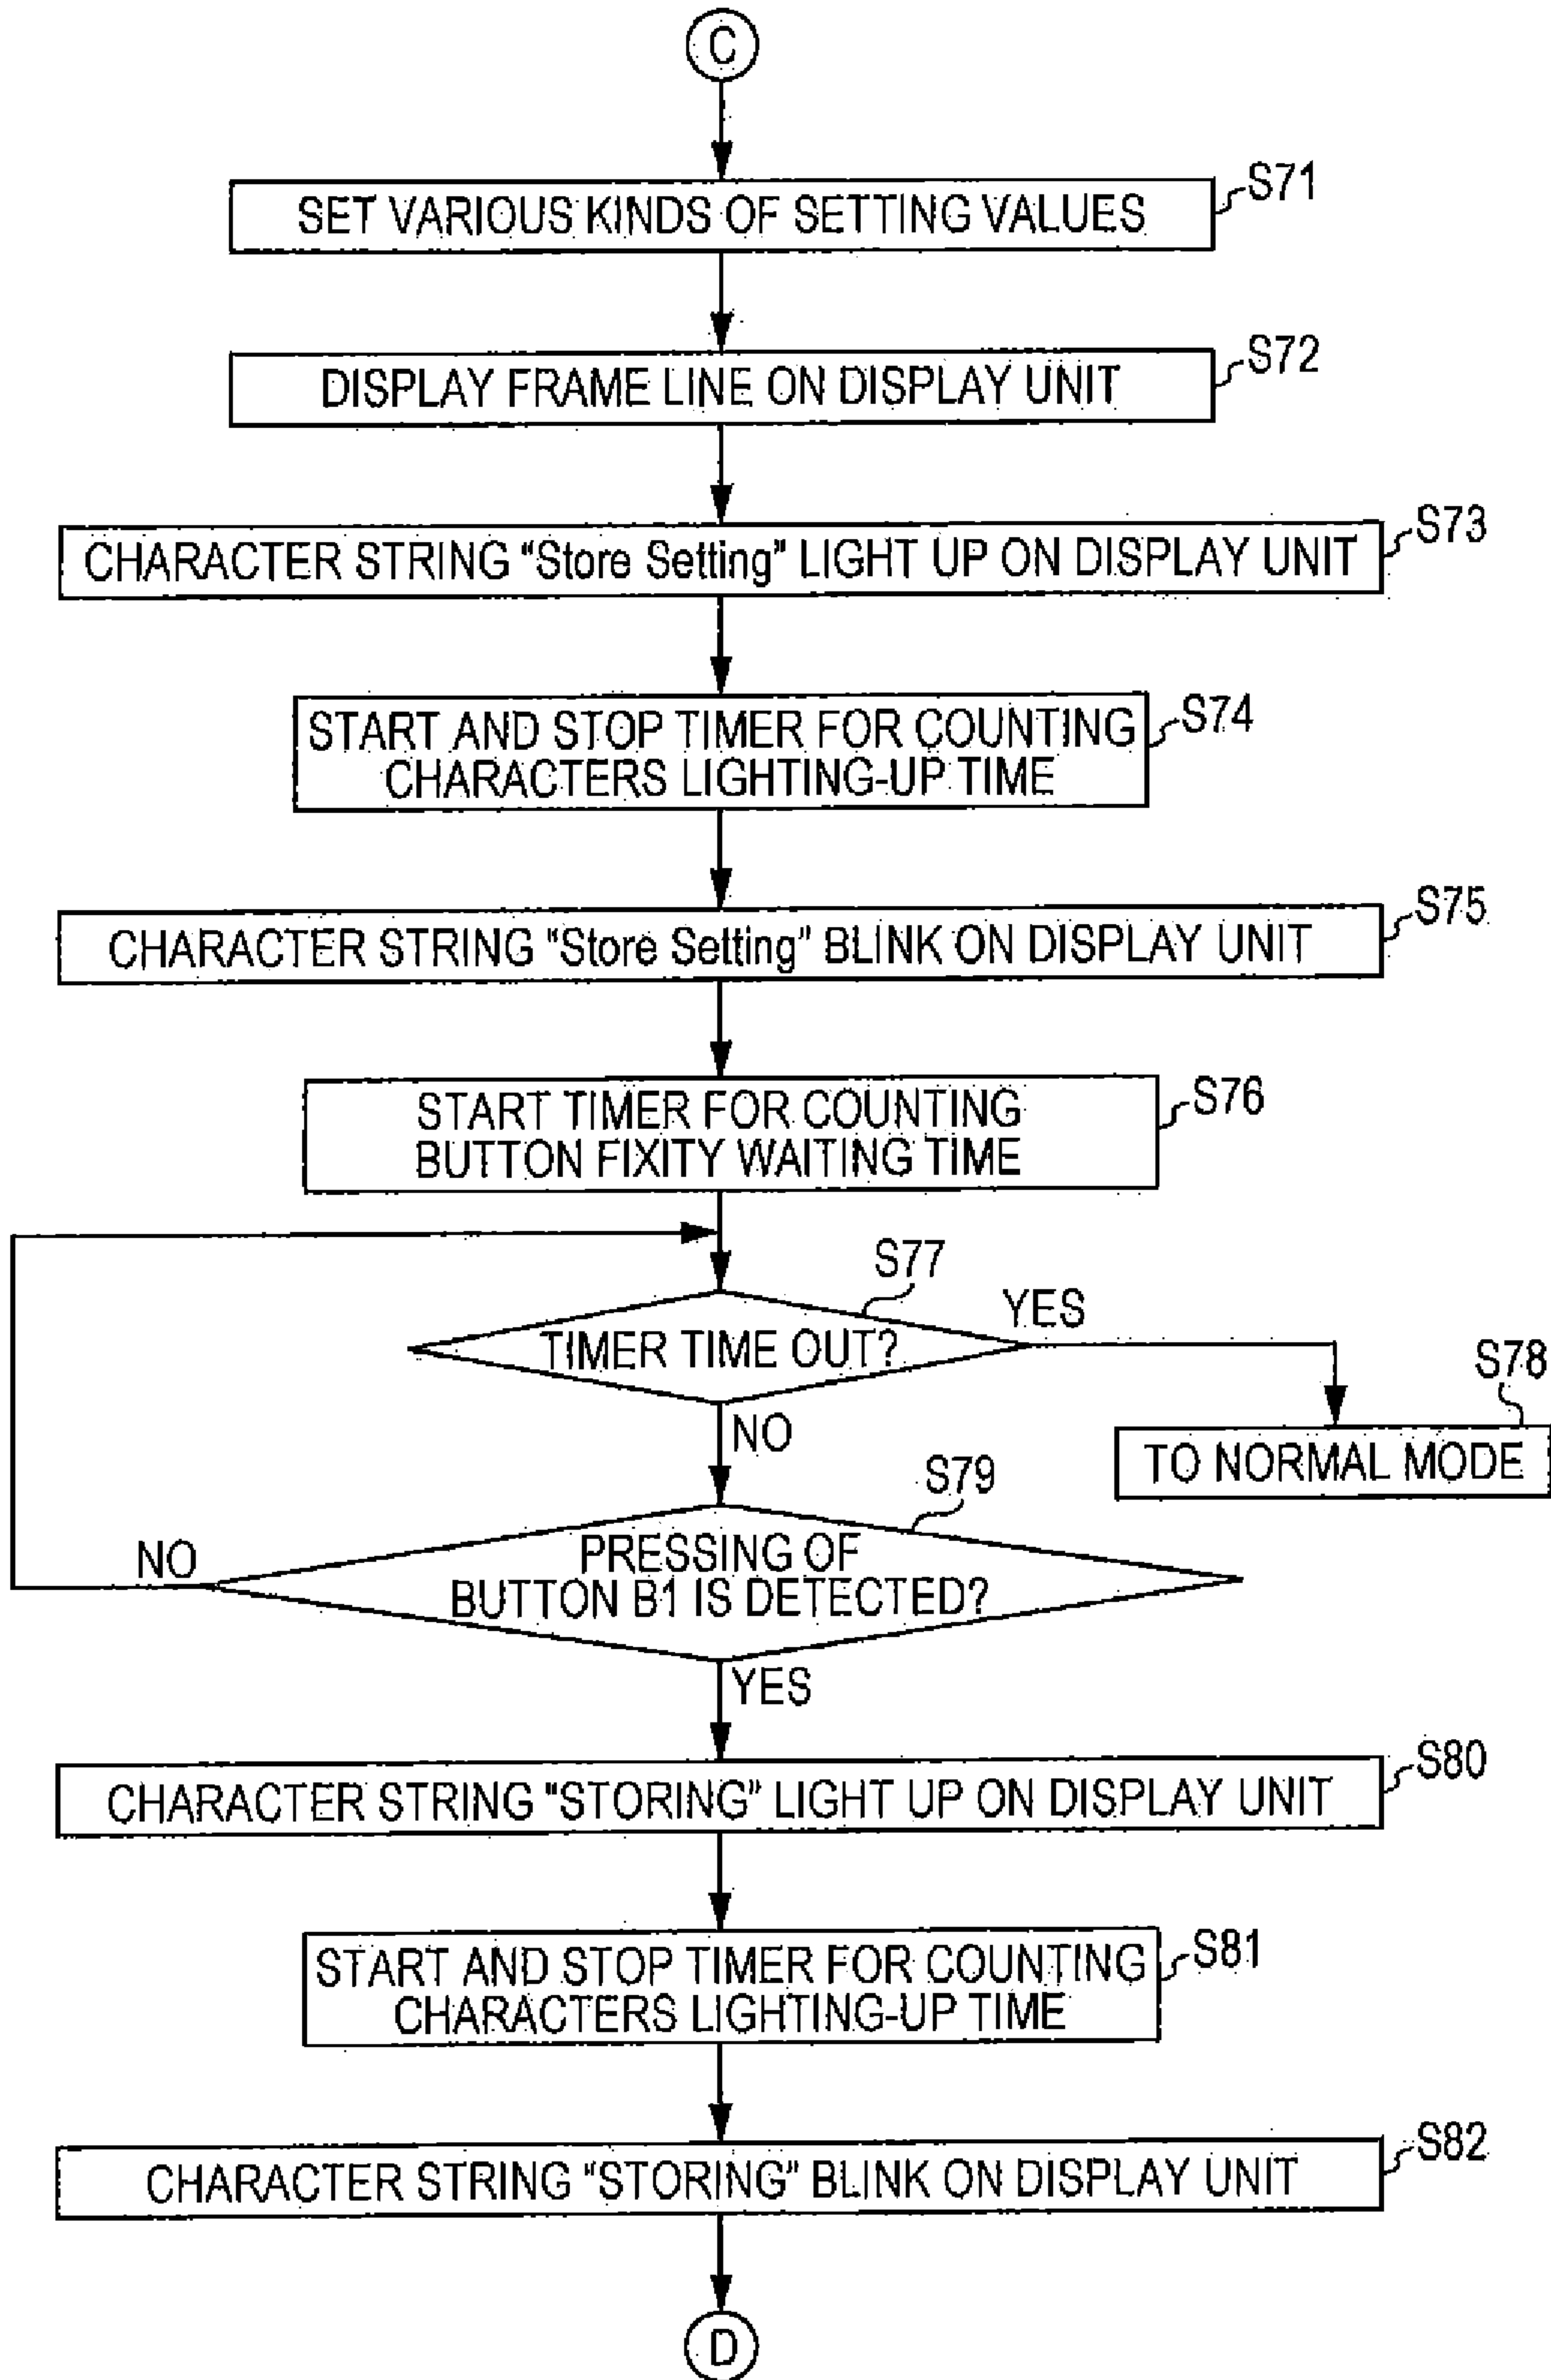 C
S71
SET VARIOUS KINDS OF SETTING VALUES
S72
DISPLAY FRAME LINE ON DISPLAY UNIT
S73
CHARACTER STRING "Store Setting" LIGHT UP ON DISPLAY UNIT
S74
START AND STOP TIMER FOR COUNTING
CHARACTERS LIGHTING-UP TIME
S75
CHARACTER STRING "Store Setting" BLINK ON DISPLAY UNIT
S76
START TIMER FOR COUNTING
BUTTON FIXITY WAITING TIME
S77
YES
TIMER TIME OUT?
S78
NO
TO NORMAL MODE
S79
NO
PRESSING OF
BUTTON B1 IS DETECTED?
YES
S80
CHARACTER STRING "STORING" LIGHT UP ON DISPLAY UNIT
S81
START AND STOP TIMER FOR COUNTING
CHARACTERS LIGHTING-UP TIME
S82
CHARACTER STRING "STORING" BLINK ON DISPLAY UNIT
D